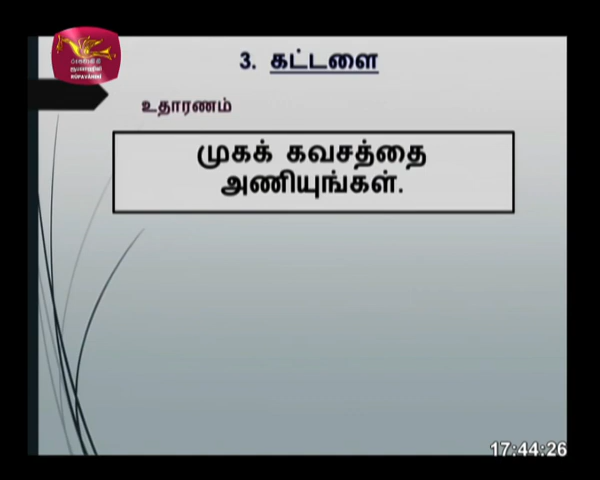 3. கட்டளை
உதாரணம்
முகக் கவசத்தை
அணியுங்கள்.
17:44:26